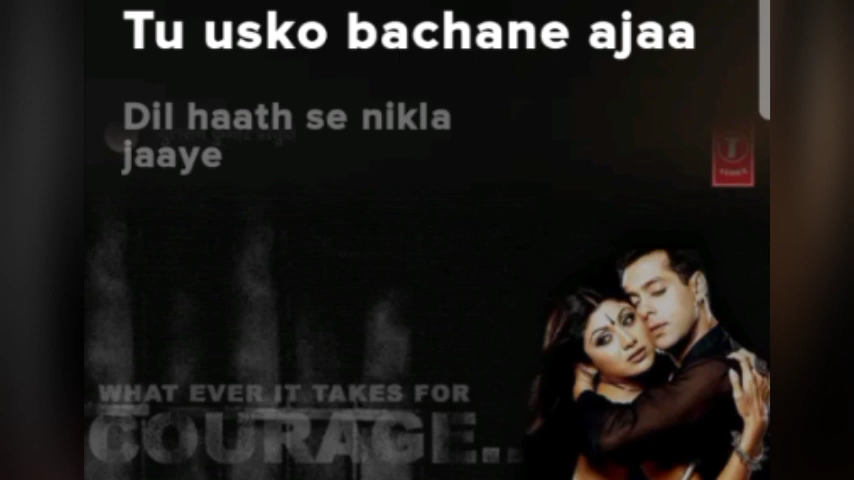 Tu usko bachane ajaa
Dil haath se nikla
jaaye
T
WHAT EVER IT TAKES FOR
COURAGE..